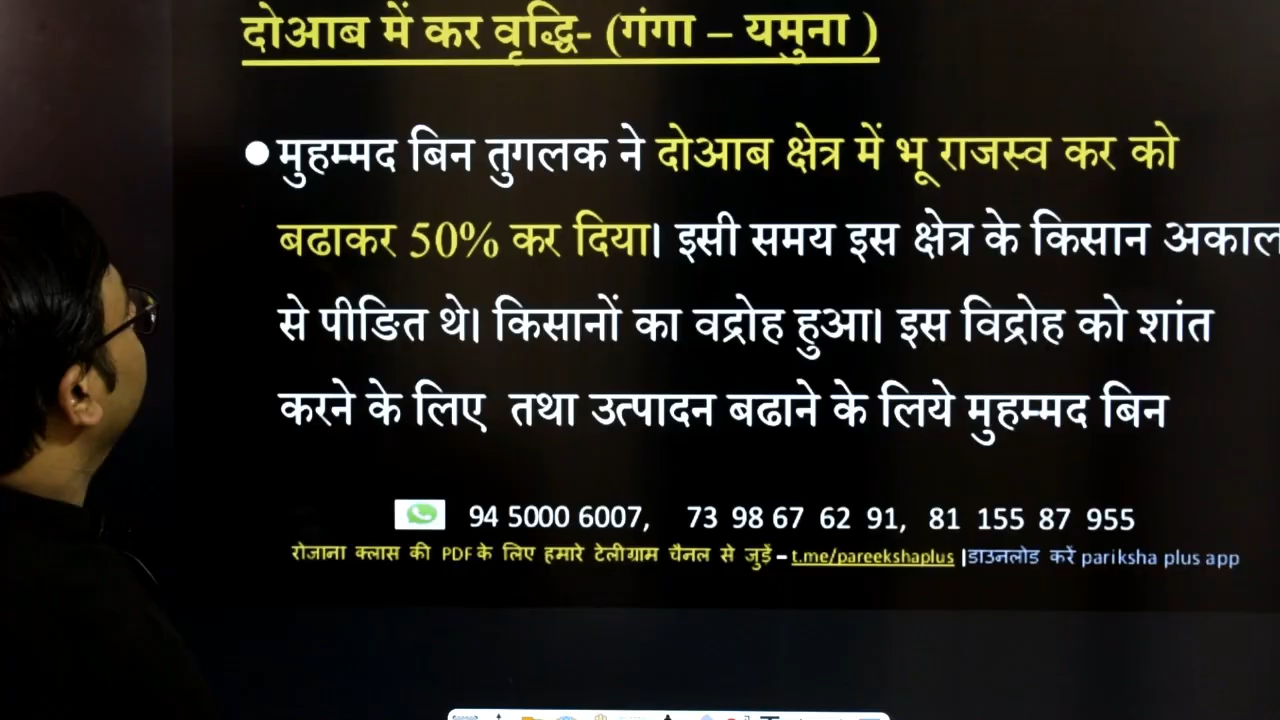 दोआब में कर वृद्धि- (गंगा – यमुना )
●मुहम्मद बिन तुगलक ने दोआब क्षेत्र में भू राजस्व कर को
बढाकर 50% कर दिया। इसी समय इस क्षेत्र के किसान अकाल
से पीडित थे। किसानों का वद्रोह हुआ। इस विद्रोह को शांत
करने के लिए तथा उत्पादन बढाने के लिये मुहम्मद बिन
94 5000 6007, 73 98 67 62 91, 81 155 87 955
रोजाना क्लास की PDF के लिए हमारे टेलीग्राम चैनल से जुड़ें – t.me/pareekshaplus |डाउनलोड करें pariksha plus app